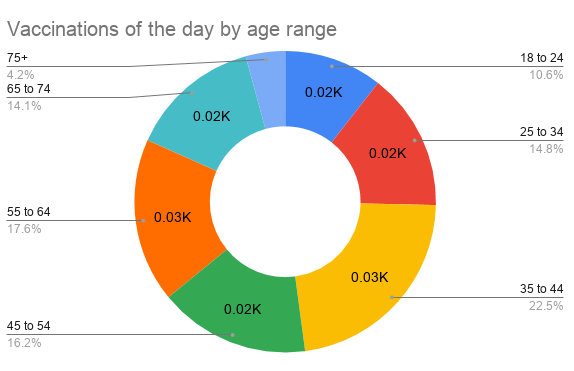 Vaccinations of the day by age range
75+
4.2%
65 to 74
14.1%
55 to 64
17.6%
45 to 54
16.2%
18 to 24
10.6%
25 to 34
14.8%
35 to 44
22.5%
0.02K
0.02K
0.03K
0.02K
0.03K
0.02K